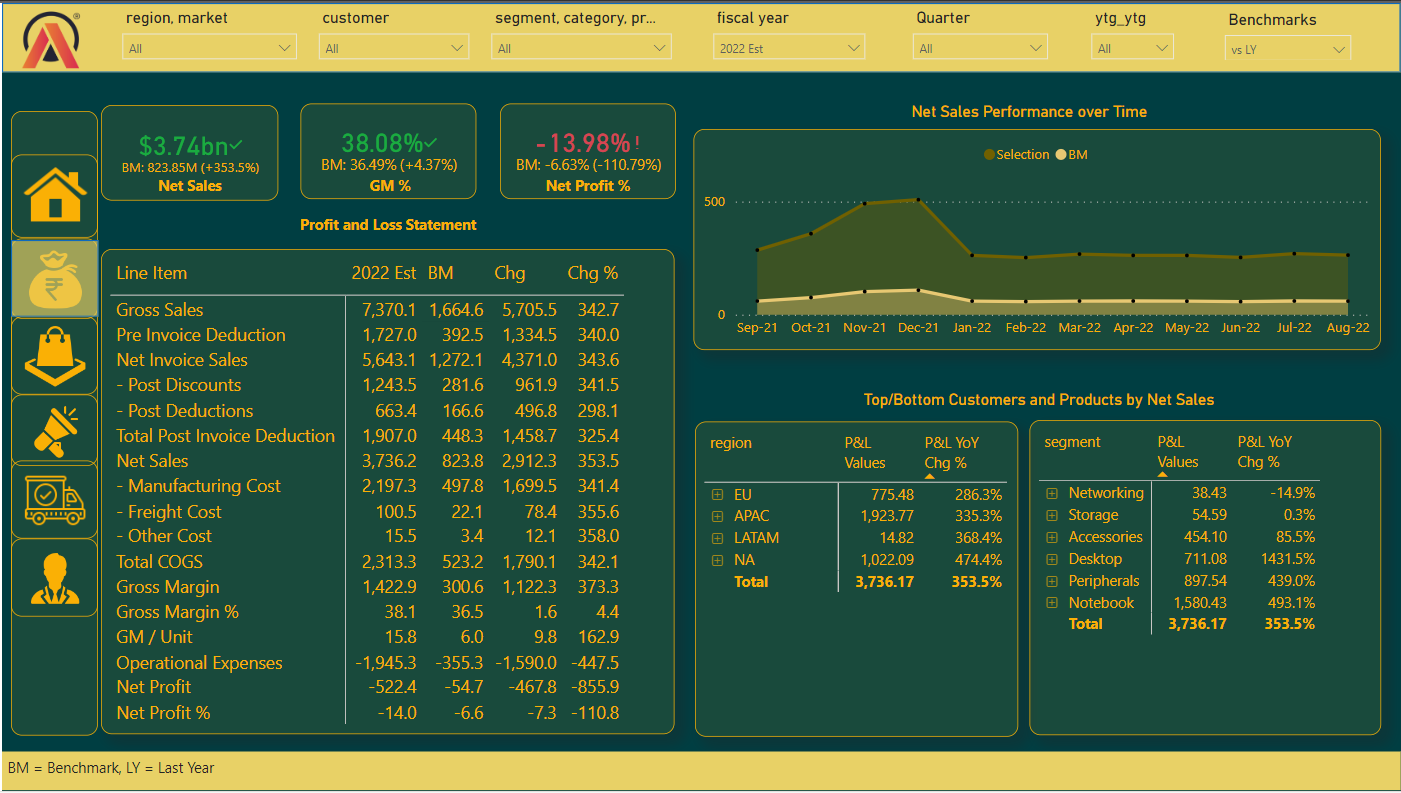 region, market customer segment, category, pr... fiscal year Quarter ytg_ytg Benchmarks
All All All 2022 Est All All vs LY
$3.74bn
BM: 823.85M (+353.5%)
Net Sales
38.08%
BM: 36.49% (+4.37%)
GM %
-13.98%!
BM: -6.63% (-110.79%)
Net Profit %
Profit and Loss Statement
Line Item 2022 Est BM Chg Chg %
Gross Sales 7,370.1 1,664.6 5,705.5 342.7
Pre Invoice Deduction 1,727.0 392.5 1,334.5 340.0
Net Invoice Sales 5,643.1 1,272.1 4,371.0 343.6
- Post Discounts 1,243.5 281.6 961.9 341.5
- Post Deductions 663.4 166.6 496.8 298.1
Total Post Invoice Deduction 1,907.0 448.3 1,458.7 325.4
Net Sales 3,736.2 823.8 2,912.3 353.5
- Manufacturing Cost 2,197.3 497.8 1,699.5 341.4
- Freight Cost 100.5 22.1 78.4 355.6
- Other Cost 15.5 3.4 12.1 358.0
Total COGS 2,313.3 523.2 1,790.1 342.1
Gross Margin 1,422.9 300.6 1,122.3 373.3
Gross Margin % 38.1 36.5 1.6 4.4
GM / Unit 15.8 6.0 9.8 162.9
Operational Expenses -1,945.3 -355.3 -1,590.0 -447.5
Net Profit -522.4 -54.7 -467.8 -855.9
Net Profit % -14.0 -6.6 -7.3 -110.8
Net Sales Performance over Time
Selection BM
500
0
Sep-21 Oct-21 Nov-21 Dec-21 Jan-22 Feb-22 Mar-22 Apr-22 May-22 Jun-22 Jul-22 Aug-22
Top/Bottom Customers and Products by Net Sales
region P&L Values P&L YoY Chg %
EU 775.48 286.3%
APAC 1,923.77 335.3%
LATAM 14.82 368.4%
NA 1,022.09 474.4%
Total 3,736.17 353.5%
segment P&L Values P&L YoY Chg %
Networking 38.43 -14.9%
Storage 54.59 0.3%
Accessories 454.10 85.5%
Desktop 711.08 1431.5%
Peripherals 897.54 439.0%
Notebook 1,580.43 493.1%
Total 3,736.17 353.5%
BM = Benchmark, LY = Last Year